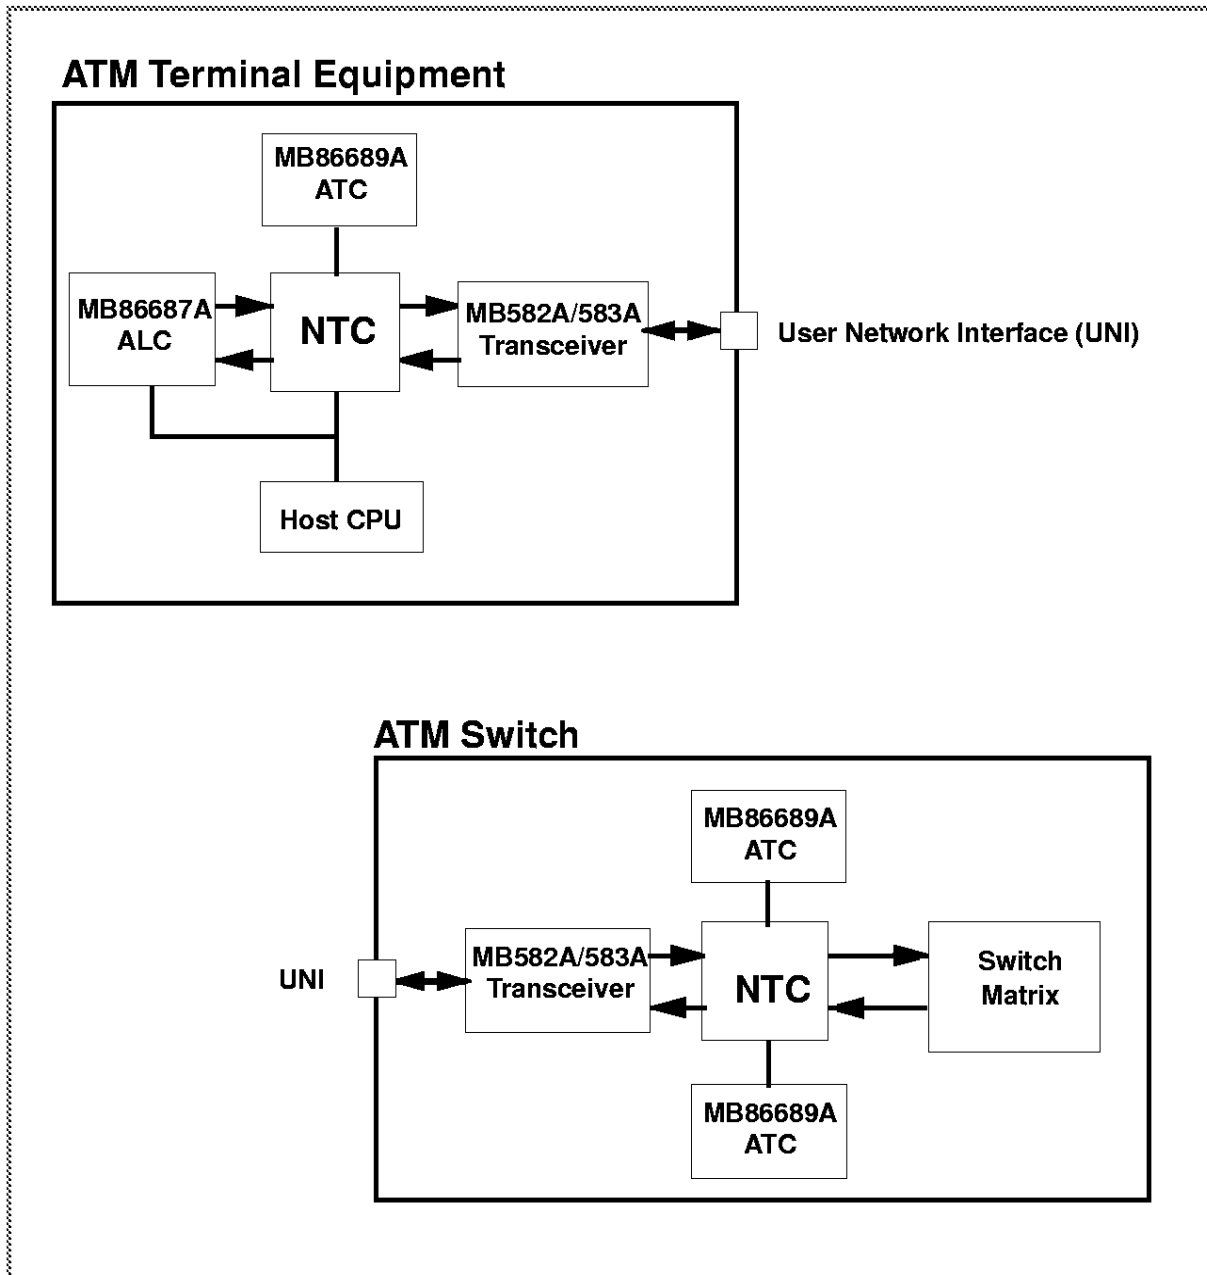 ATM Terminal Equipment
MB86689A
ATC
MB86687A
ALC
NTC
MB582A/583A
Transceiver
User Network Interface (UNI)
Host CPU
ATM Switch
MB86689A
ATC
UNI
MB582A/583A
Transceiver
NTC
Switch
Matrix
MB86689A
ATC